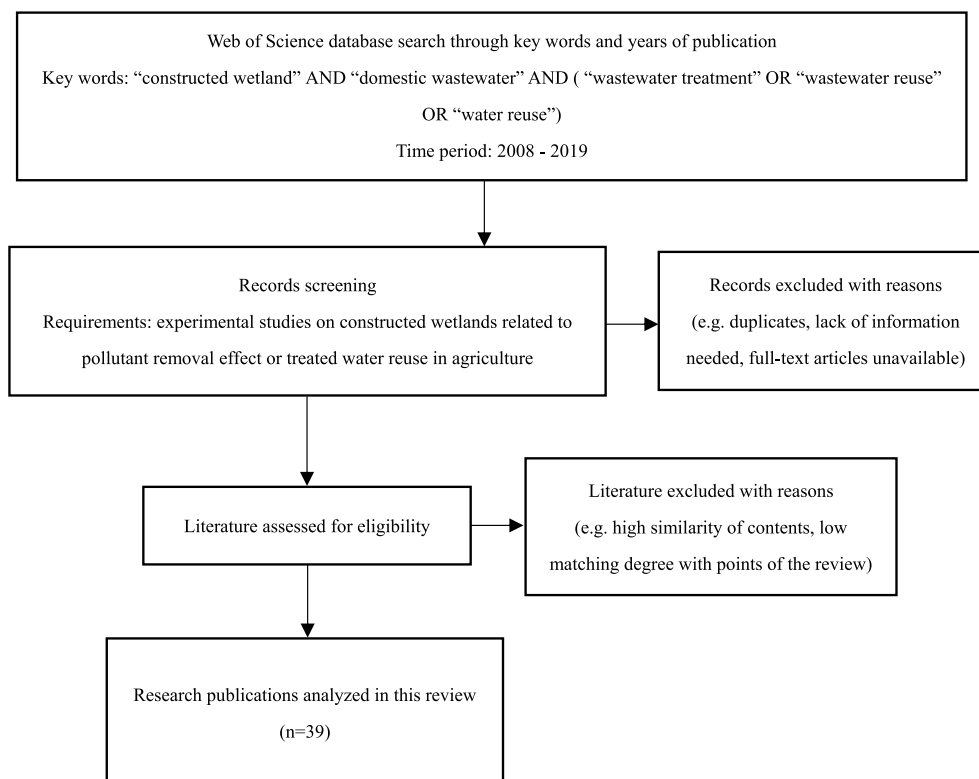 Web of Science database search through key words and years of publication
Key words: “constructed wetland” AND “domestic wastewater” AND ( “wastewater treatment” OR “wastewater reuse”
OR “water reuse”)
Time period: 2008 - 2019
Records screening
Requirements: experimental studies on constructed wetlands related to
pollutant removal effect or treated water reuse in agriculture
Records excluded with reasons
(e.g. duplicates, lack of information
needed, full-text articles unavailable)
Literature assessed for eligibility
Literature excluded with reasons
(e.g. high similarity of contents, low
matching degree with points of the review)
Research publications analyzed in this review
(n=39)